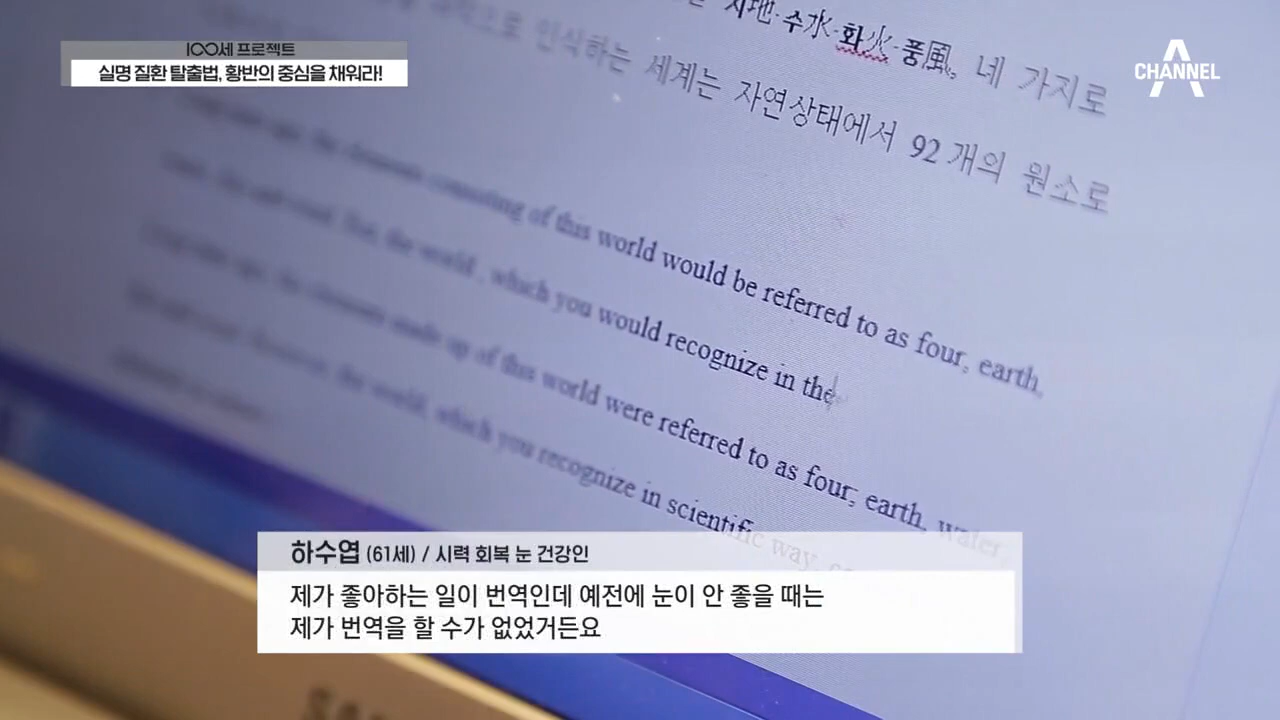 100세 프로젝트
실명 질환 탈출법, 황반의 중심을 채워라!
CHANNEL A
지地·수水·화火·풍風, 네 가지로
인식하는 세계는 자연상태에서 92개의 원소로
the elements consisting of this world would be referred to as four, earth,
But, the world, which you would recognize in the
the elements made up of this world were referred to as four, earth, water
the world, which you recognize in scientific way,
하수엽 (61세) / 시력 회복 눈 건강인
제가 좋아하는 일이 번역인데 예전에 눈이 안 좋을 때는
제가 번역을 할 수가 없었거든요